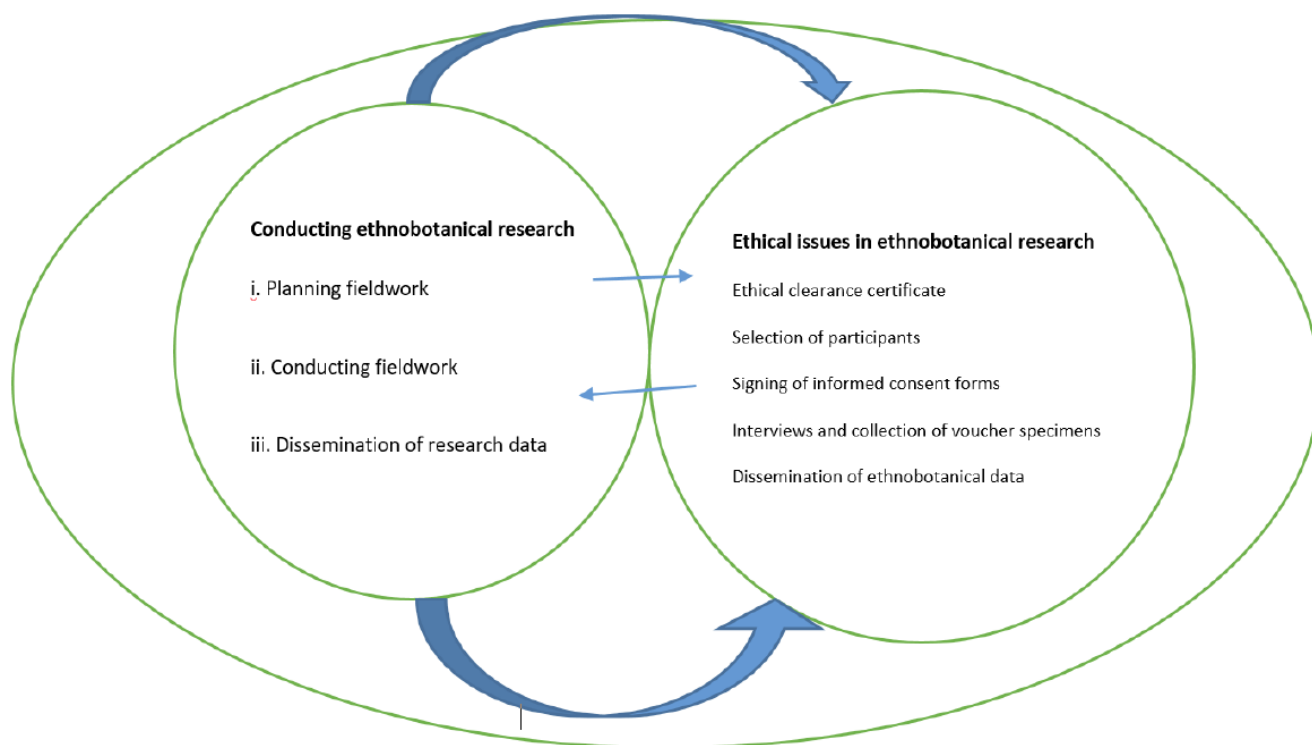 Conducting ethnobotanical research
i. Planning fieldwork
ii. Conducting fieldwork
iii. Dissemination of research data
Ethical issues in ethnobotanical research
Ethical clearance certificate
Selection of participants
Signing of informed consent forms
Interviews and collection of voucher specimens
Dissemination of ethnobotanical data